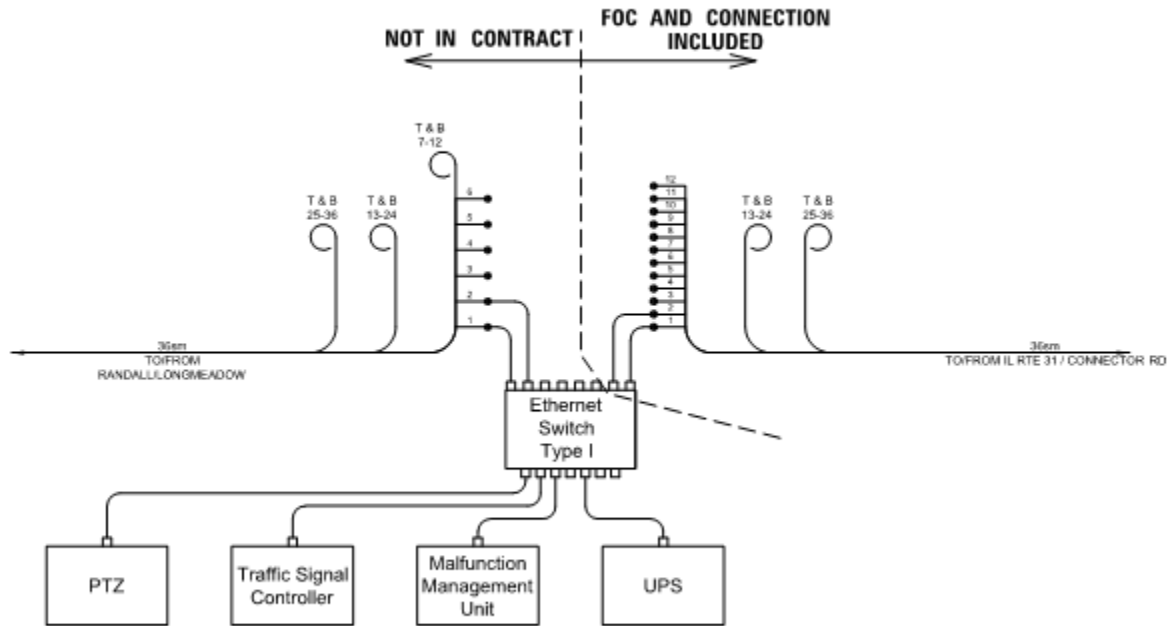 FOC AND CONNECTION
INCLUDED
NOT IN CONTRACT
T & B
7-12
T & B
25-36
T & B
13-24
6
5
4
3
2
1
12
11
10
9
8
7
6
5
4
3
2
1
T & B
13-24
T & B
25-36
36sm
TO/FROM
RANDALL/LONGMEADOW
36sm
TO/FROM IL RTE 31 / CONNECTOR RD
Ethernet
Switch
Type I
PTZ
Traffic Signal
Controller
Malfunction
Management
Unit
UPS